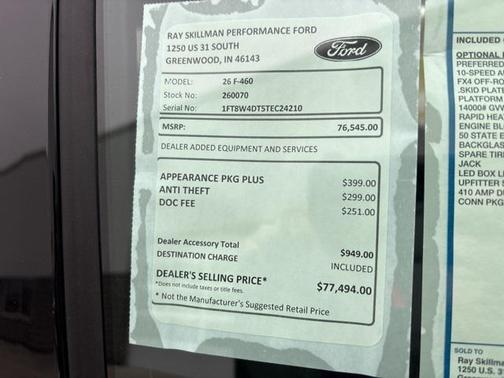 RAY SKILLMAN PERFORMANCE FORD
1250 US 31 SOUTH
GREENWOOD, IN 46143
Ford
MODEL: 26 F-460
Stock No: 260070
Serial No: 1FT8W4DT5TEC24210
MSRP: 76,545.00
DEALER ADDED EQUIPMENT AND SERVICES
APPEARANCE PKG PLUS $399.00
ANTI THEFT $299.00
DOC FEE $251.00
Dealer Accessory Total $949.00
DESTINATION CHARGE INCLUDED
DEALER'S SELLING PRICE* $77,494.00
*Does not include taxes or title fees.
* Not the Manufacturer's Suggested Retail Price
INCLUDED
OPTIONAL
PREFERRED
10-SPEED A
FX4 OFF-RO
.SKID PLATE
PLATFORM
14000# GVW
RAPID HEA
ENGINE BL
50 STATE E
BACKGLAS
SPARE TIR
JACK
LED BOX L
UPFITTER S
410 AMP D
CONN PKG
SOLD TO
Ray Skillma
1250 U.S. 3